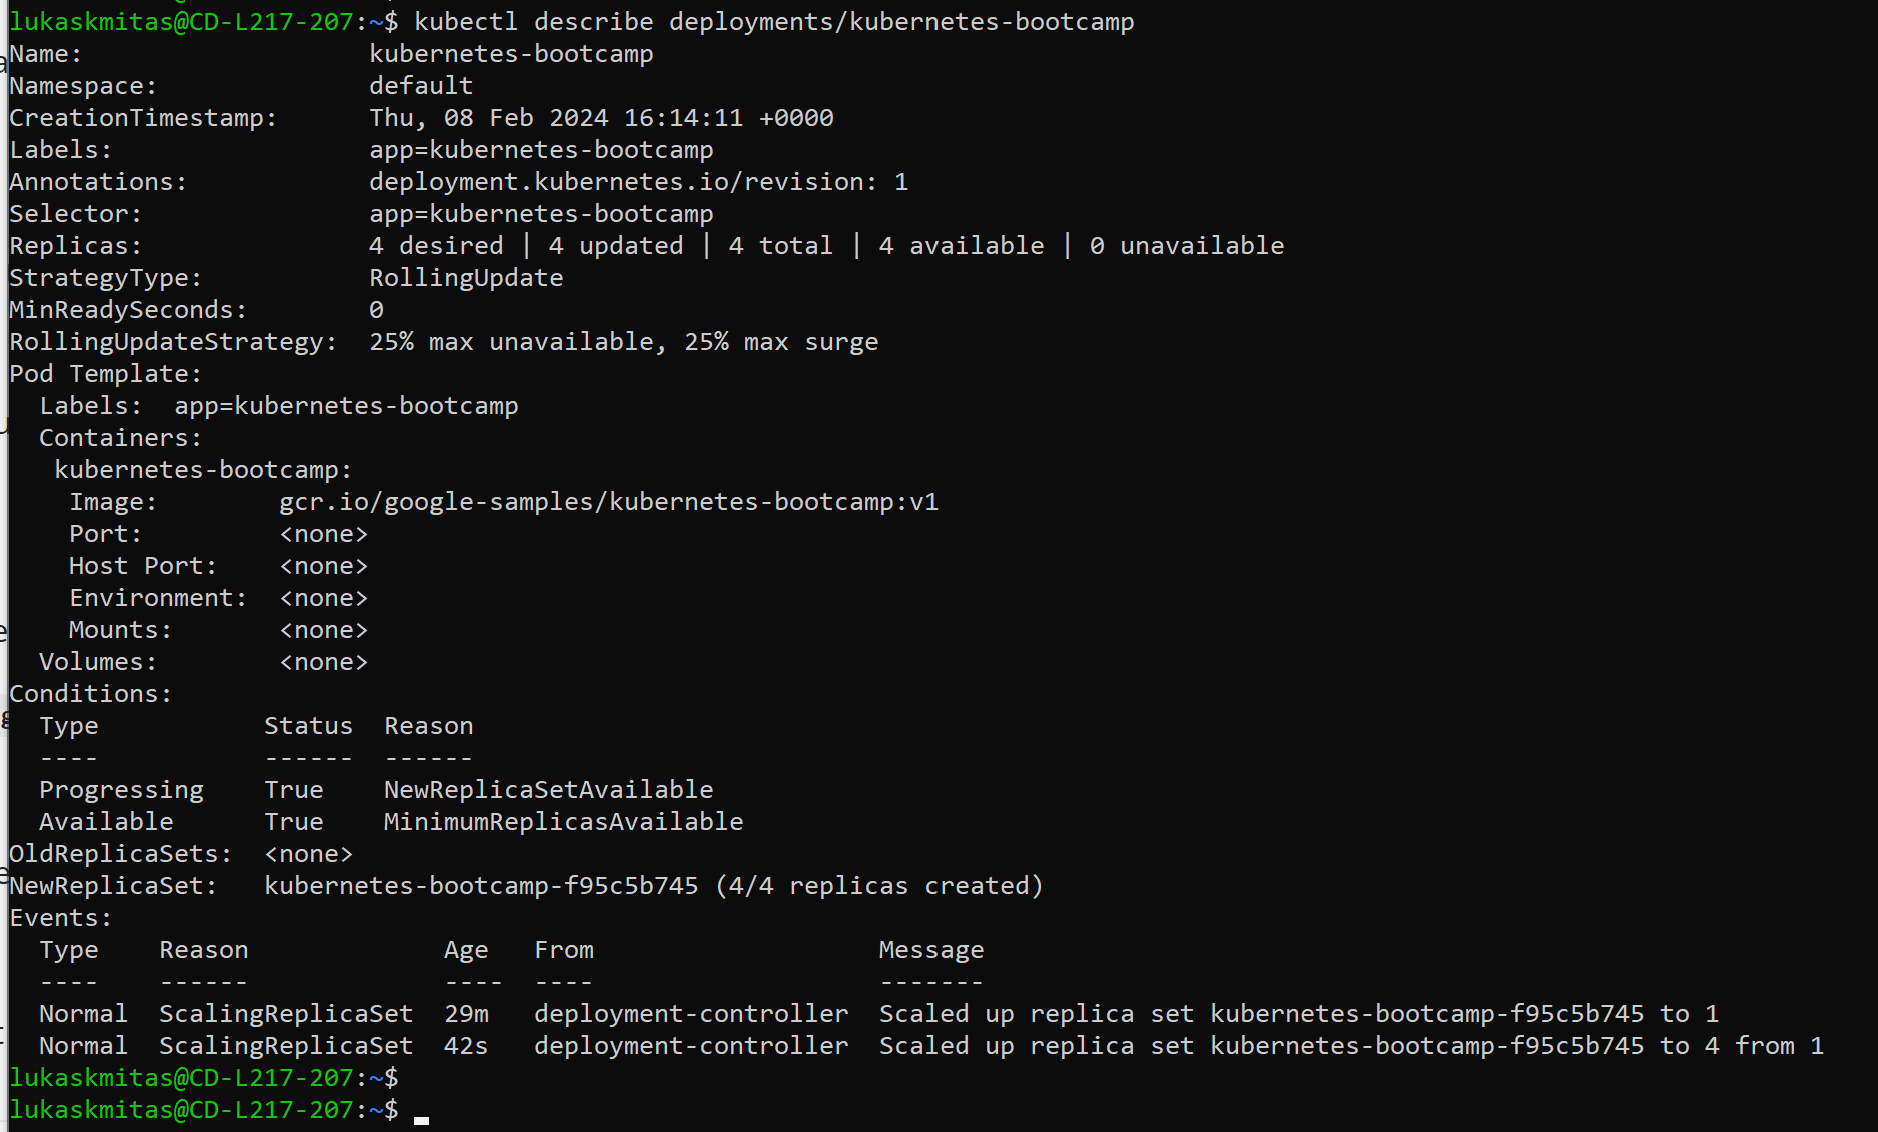 lukaskmitas@CD-L217-207:~$ kubectl describe deployments/kubernetes-bootcamp
Name:                   kubernetes-bootcamp
Namespace:              default
CreationTimestamp:      Thu, 08 Feb 2024 16:14:11 +0000
Labels:                 app=kubernetes-bootcamp
Annotations:            deployment.kubernetes.io/revision: 1
Selector:               app=kubernetes-bootcamp
Replicas:               4 desired | 4 updated | 4 total | 4 available | 0 unavailable
StrategyType:           RollingUpdate
MinReadySeconds:        0
RollingUpdateStrategy:  25% max unavailable, 25% max surge
Pod Template:
  Labels:  app=kubernetes-bootcamp
  Containers:
   kubernetes-bootcamp:
    Image:        gcr.io/google-samples/kubernetes-bootcamp:v1
    Port:         <none>
    Host Port:    <none>
    Environment:  <none>
    Mounts:       <none>
  Volumes:        <none>
Conditions:
  Type           Status  Reason
  ----           ------  ------
  Progressing    True    NewReplicaSetAvailable
  Available      True    MinimumReplicasAvailable
OldReplicaSets:  <none>
NewReplicaSet:   kubernetes-bootcamp-f95c5b745 (4/4 replicas created)
Events:
  Type    Reason             Age   From                   Message
  ----    ------             ----  ----                   -------
  Normal  ScalingReplicaSet  29m   deployment-controller  Scaled up replica set kubernetes-bootcamp-f95c5b745 to 1
  Normal  ScalingReplicaSet  42s   deployment-controller  Scaled up replica set kubernetes-bootcamp-f95c5b745 to 4 from 1
lukaskmitas@CD-L217-207:~$
lukaskmitas@CD-L217-207:~$